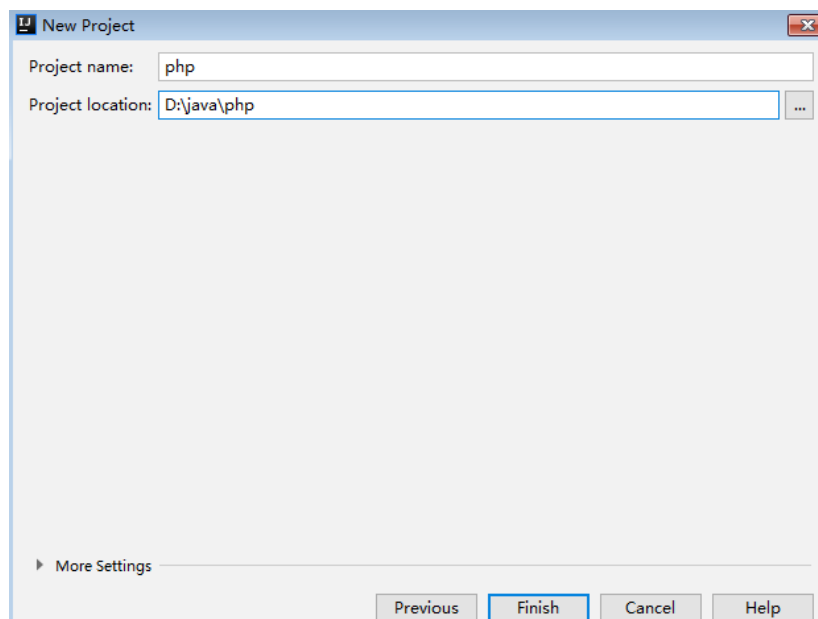 New Project
Project name: php
Project location: D:\java\php ...
More Settings
Previous Finish Cancel Help